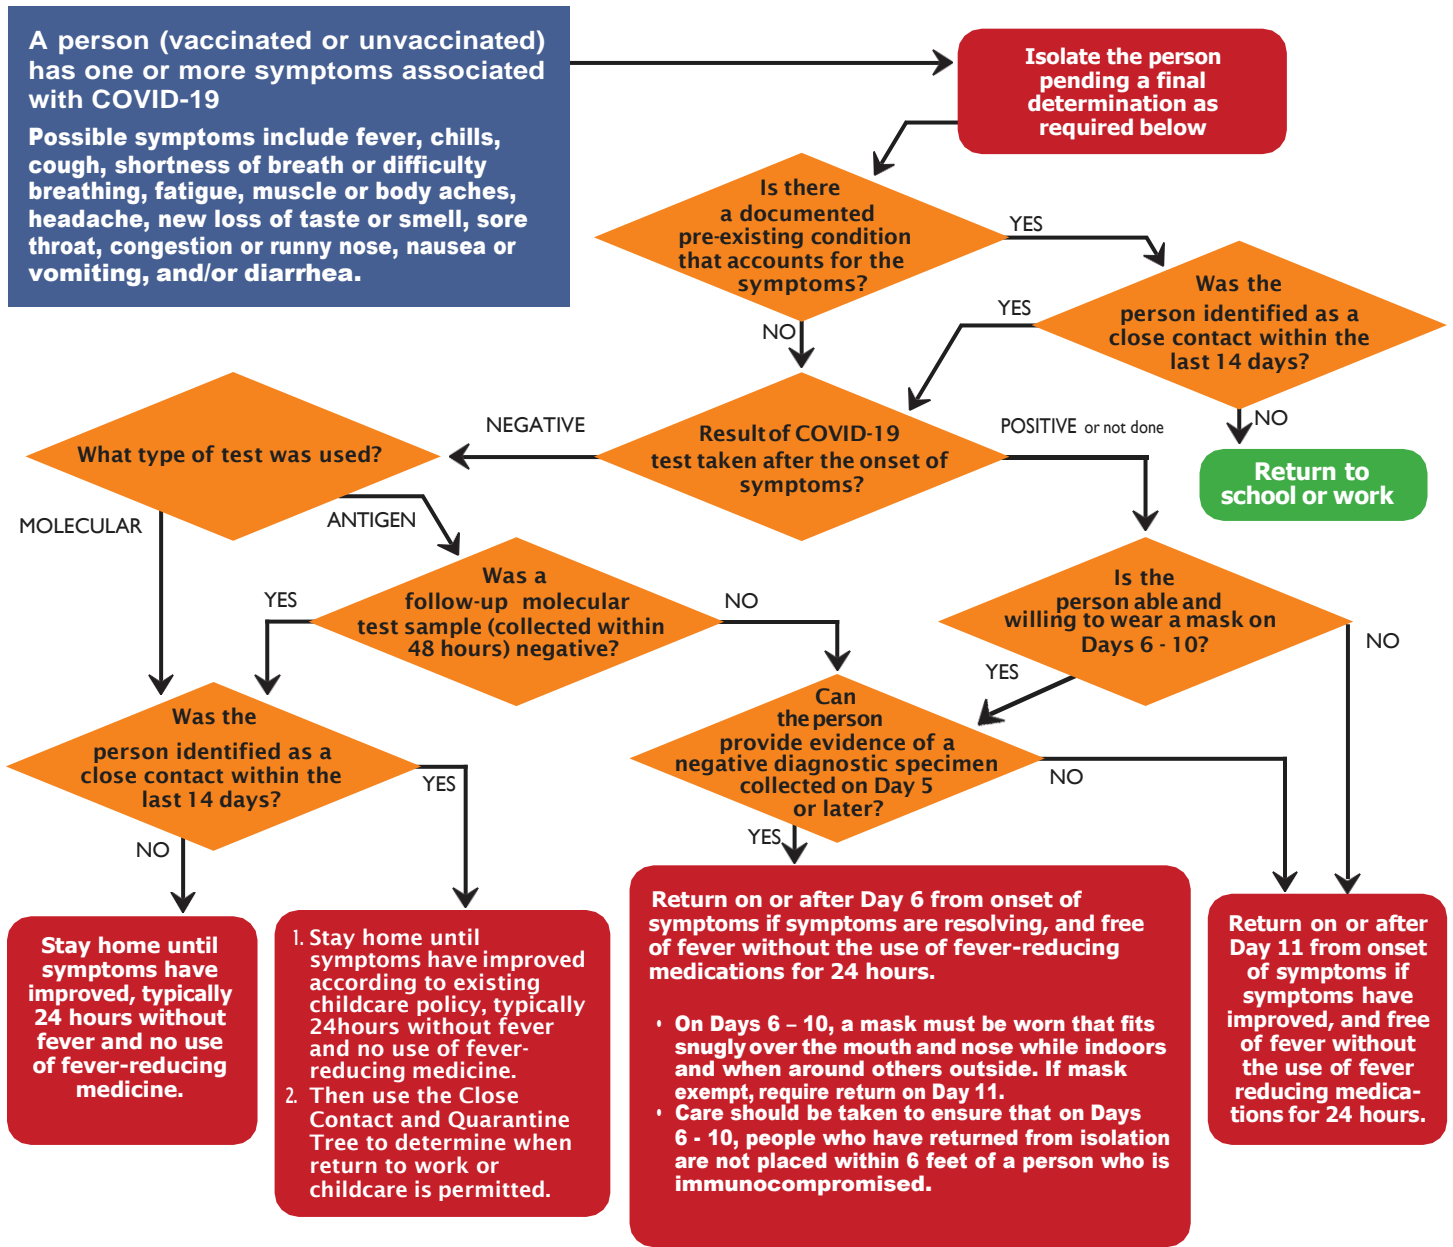 A person (vaccinated or unvaccinated)
has one or more symptoms associated
with COVID-19
Possible symptoms include fever, chills,
cough, shortness of breath or difficulty
breathing, fatigue, muscle or body aches,
headache, new loss of taste or smell, sore
throat, congestion or runny nose, nausea or
vomiting, and/or diarrhea.
Isolate the person
pending a final
determination as
required below
Is there
a documented
pre-existing condition
that accounts for the
symptoms?
YES
NO
Was the
person identified as a
close contact within the
last 14 days?
YES
NO
Return to
school or work
Result of COVID-19
test taken after the onset of
symptoms?
NEGATIVE
POSITIVE or not done
What type of test was used?
MOLECULAR
ANTIGEN
Was a
follow-up molecular
test sample (collected within
48 hours) negative?
YES
NO
Is the
person able and
willing to wear a mask on
Days 6 - 10?
YES
NO
Was the
person identified as a
close contact within the
last 14 days?
NO
YES
Can
the person
provide evidence of a
negative diagnostic specimen
collected on Day 5
or later?
YES
NO
Stay home until
symptoms have
improved, typically
24 hours without
fever and no use
of fever-reducing
medicine.
1. Stay home until
symptoms have improved
according to existing
childcare policy, typically
24hours without fever
and no use of fever-
reducing medicine.
2. Then use the Close
Contact and Quarantine
Tree to determine when
return to work or
childcare is permitted.
Return on or after Day 6 from onset of
symptoms if symptoms are resolving, and free
of fever without the use of fever-reducing
medications for 24 hours.
• On Days 6 – 10, a mask must be worn that fits
snugly over the mouth and nose while indoors
and when around others outside. If mask
exempt, require return on Day 11.
• Care should be taken to ensure that on Days
6 - 10, people who have returned from isolation
are not placed within 6 feet of a person who is
immunocompromised.
Return on or after
Day 11 from onset
of symptoms if
symptoms have
improved, and free
of fever without
the use of fever
reducing medica-
tions for 24 hours.